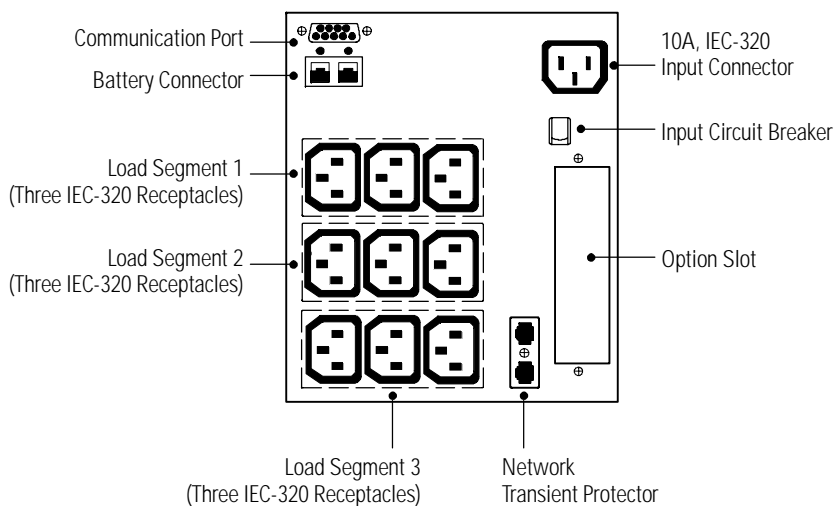 Communication Port
Battery Connector
10A, IEC-320
Input Connector
Input Circuit Breaker
Load Segment 1
(Three IEC-320 Receptacles)
Load Segment 2
(Three IEC-320 Receptacles)
Option Slot
Load Segment 3
(Three IEC-320 Receptacles)
Network
Transient Protector